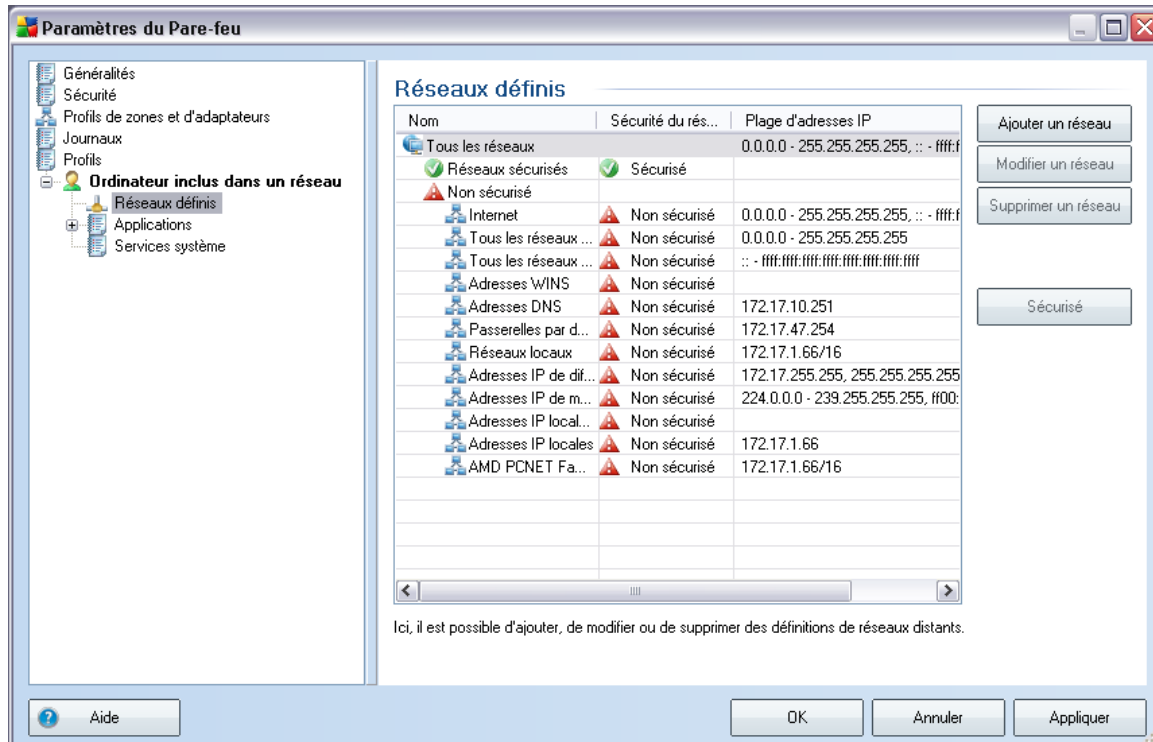 Paramètres du Pare-feu
Généralités
Sécurité
Profils de zones et d'adaptateurs
Journaux
Profils
Ordinateur inclus dans un réseau
Réseaux définis
Applications
Services système
Réseaux définis
Nom Sécurité du rés... Plage d'adresses IP
Tous les réseaux 0.0.0.0 - 255.255.255.255, :: - ffff:f
Réseaux sécurisés Sécurisé
Non sécurisé
Internet Non sécurisé 0.0.0.0 - 255.255.255.255, :: - ffff:f
Tous les réseaux ... Non sécurisé 0.0.0.0 - 255.255.255.255
Tous les réseaux ... Non sécurisé :: - ffff:ffff:ffff:ffff:ffff:ffff:ffff:ffff
Adresses WINS Non sécurisé
Adresses DNS Non sécurisé 172.17.10.251
Passerelles par d... Non sécurisé 172.17.47.254
Réseaux locaux Non sécurisé 172.17.1.66/16
Adresses IP de dif... Non sécurisé 172.17.255.255, 255.255.255.255
Adresses IP de m... Non sécurisé 224.0.0.0 - 239.255.255.255, ff00:
Adresses IP local... Non sécurisé
Adresses IP locales Non sécurisé 172.17.1.66
AMD PCNET Fa... Non sécurisé 172.17.1.66/16
Ajouter un réseau
Modifier un réseau
Supprimer un réseau
Sécurisé
Ici, il est possible d'ajouter, de modifier ou de supprimer des définitions de réseaux distants.
Aide OK Annuler Appliquer